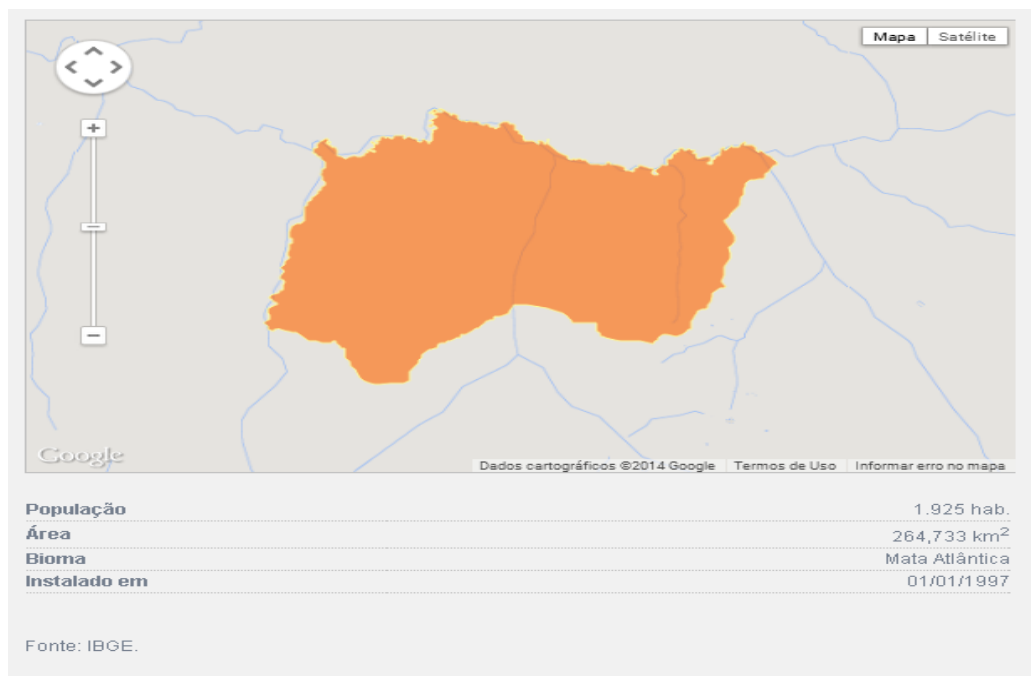 Mapa Satélite
+
−
Google
Dados cartográficos ©2014 Google Termos de Uso Informar erro no mapa
População 1.925 hab.
Área 264,733 km²
Bioma Mata Atlântica
Instalado em 01/01/1997
Fonte: IBGE.